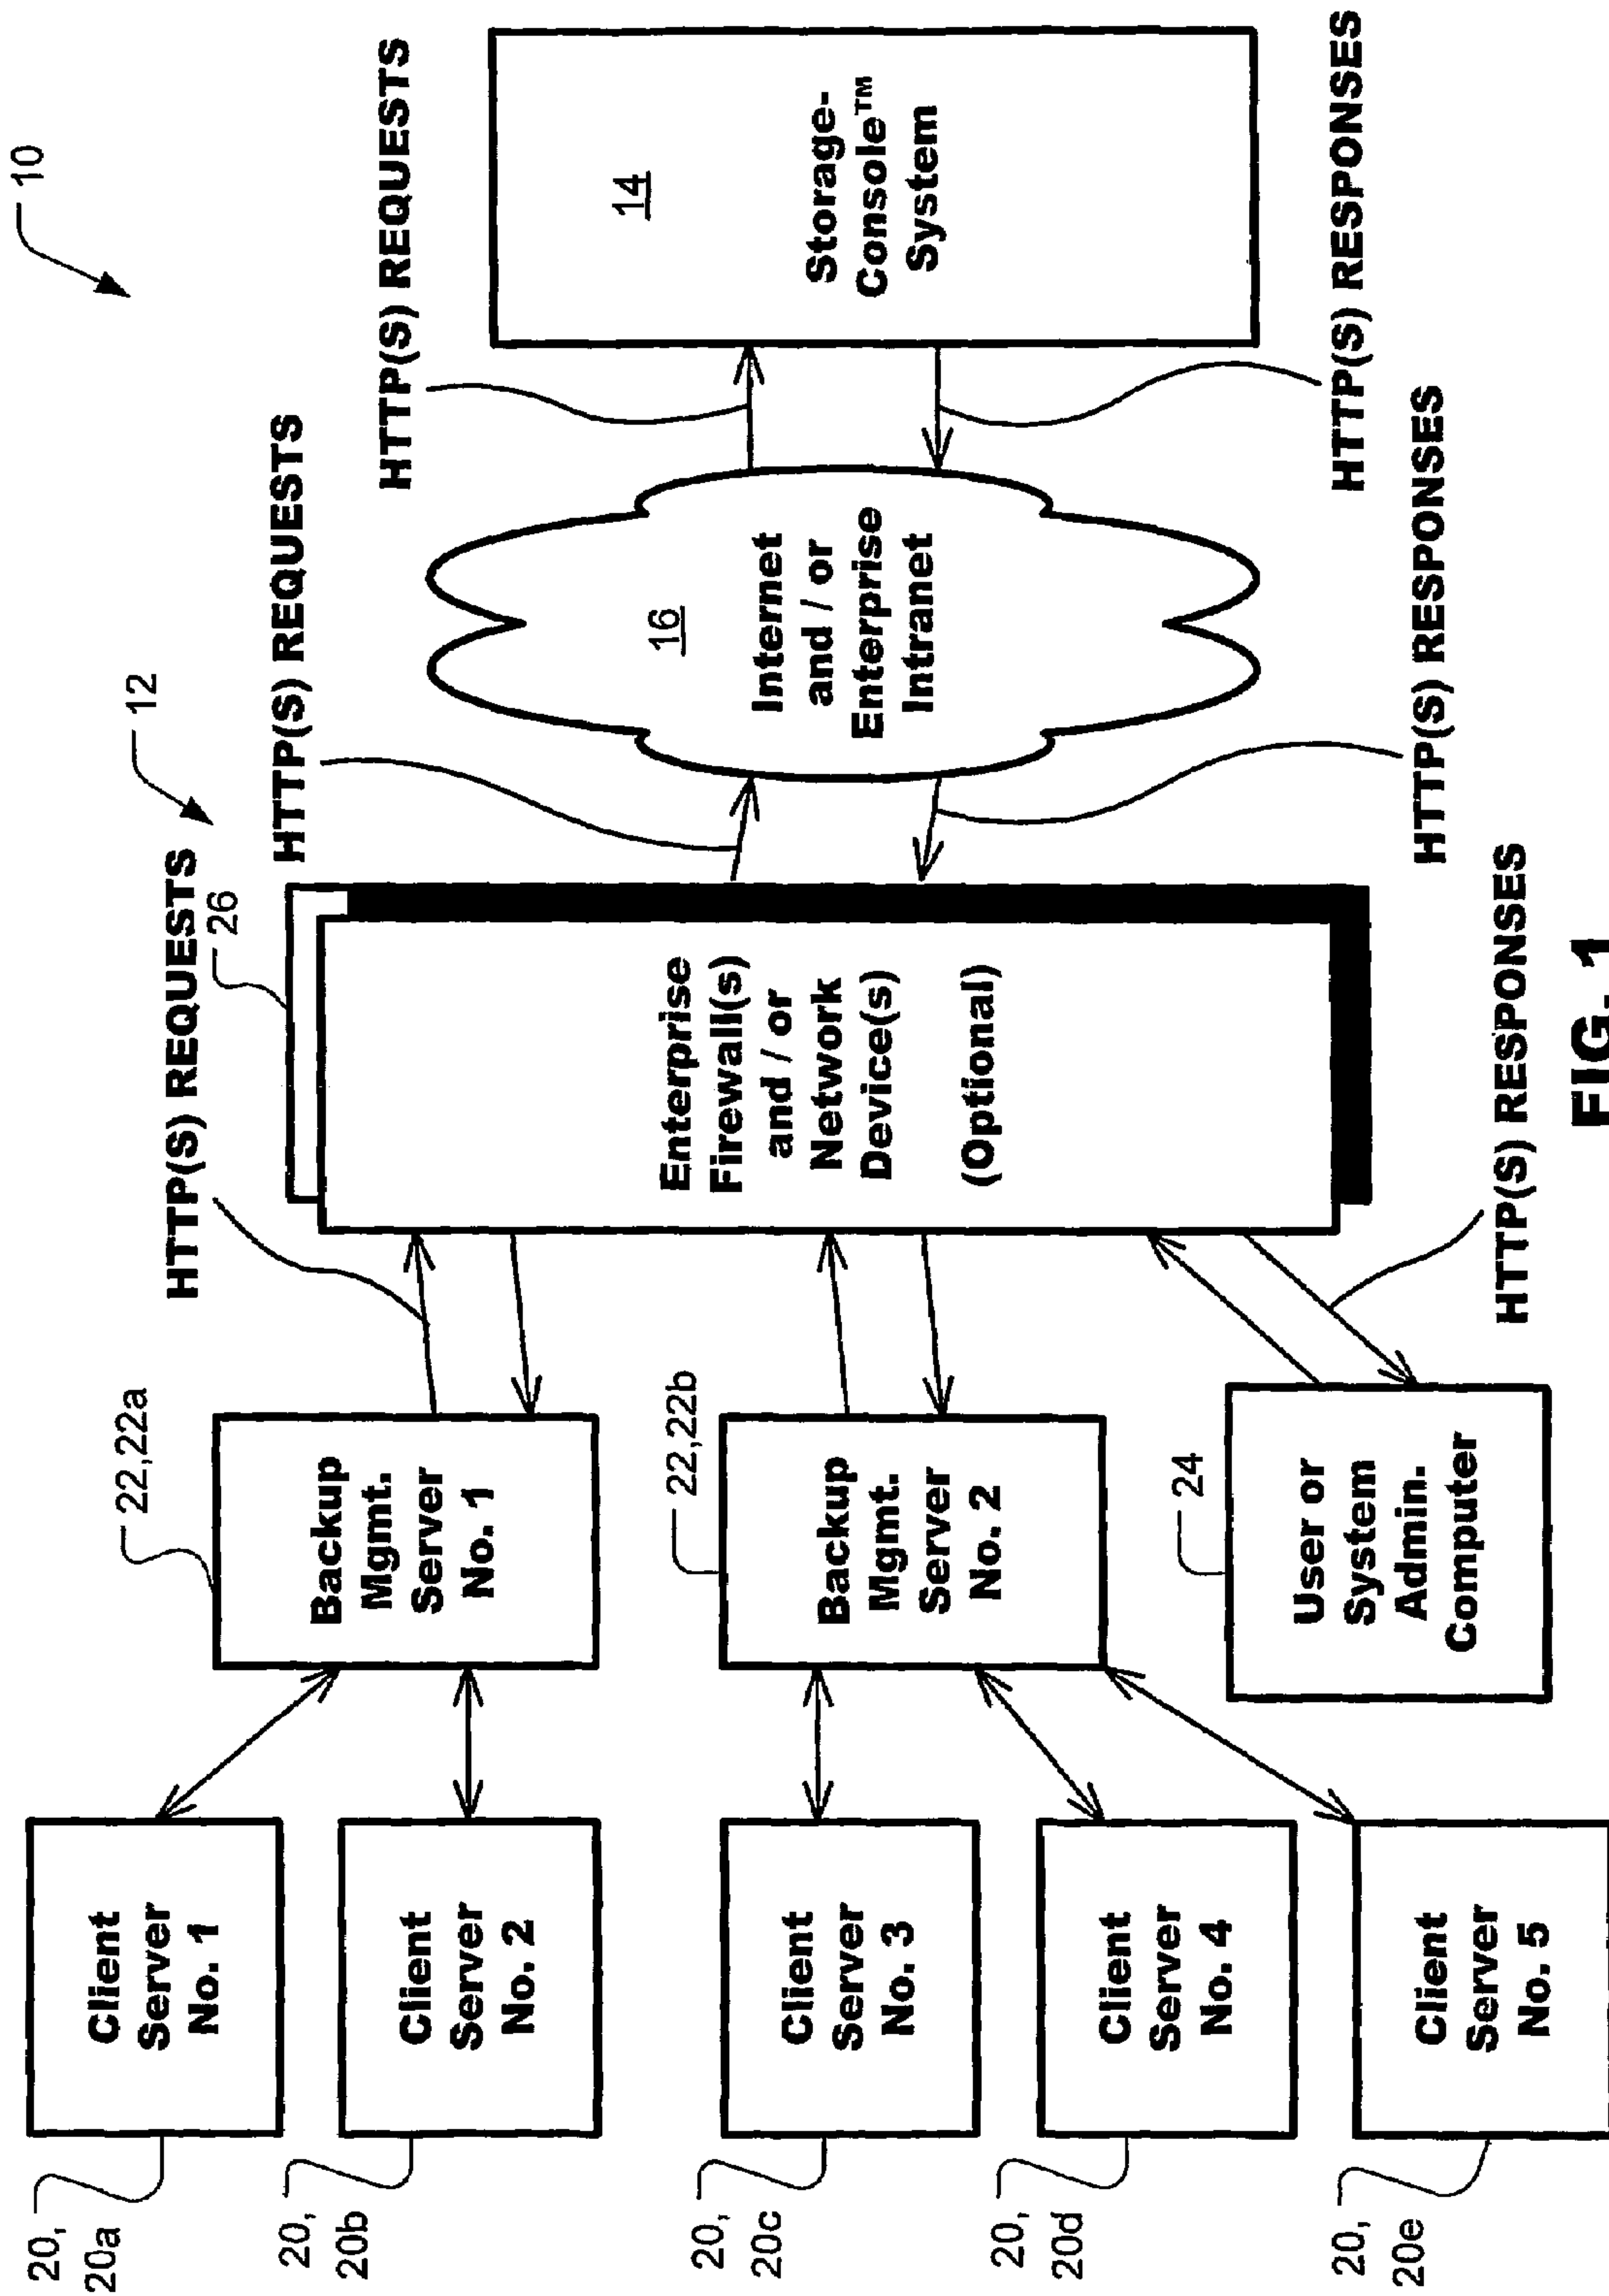 10
12
HTTP(S) REQUESTS
HTTP(S) REQUESTS
HTTP(S) REQUESTS
26
20,
20a
Client
Server
No. 1
20,
20b
Client
Server
No. 2
22,22a
Backup
Mgmt.
Server
No. 1
20,
20c
Client
Server
No. 3
20,
20d
Client
Server
No. 4
20,
20e
Client
Server
No. 5
22,22b
Backup
Mgmt.
Server
No. 2
24
User or
System
Admin.
Computer
Enterprise
Firewall(s)
and / or
Network
Device(s)
(Optional)
16
Internet
and / or
Enterprise
Intranet
14
Storage-
Console™
System
HTTP(S) RESPONSES
HTTP(S) RESPONSES
HTTP(S) RESPONSES
FIG. 1